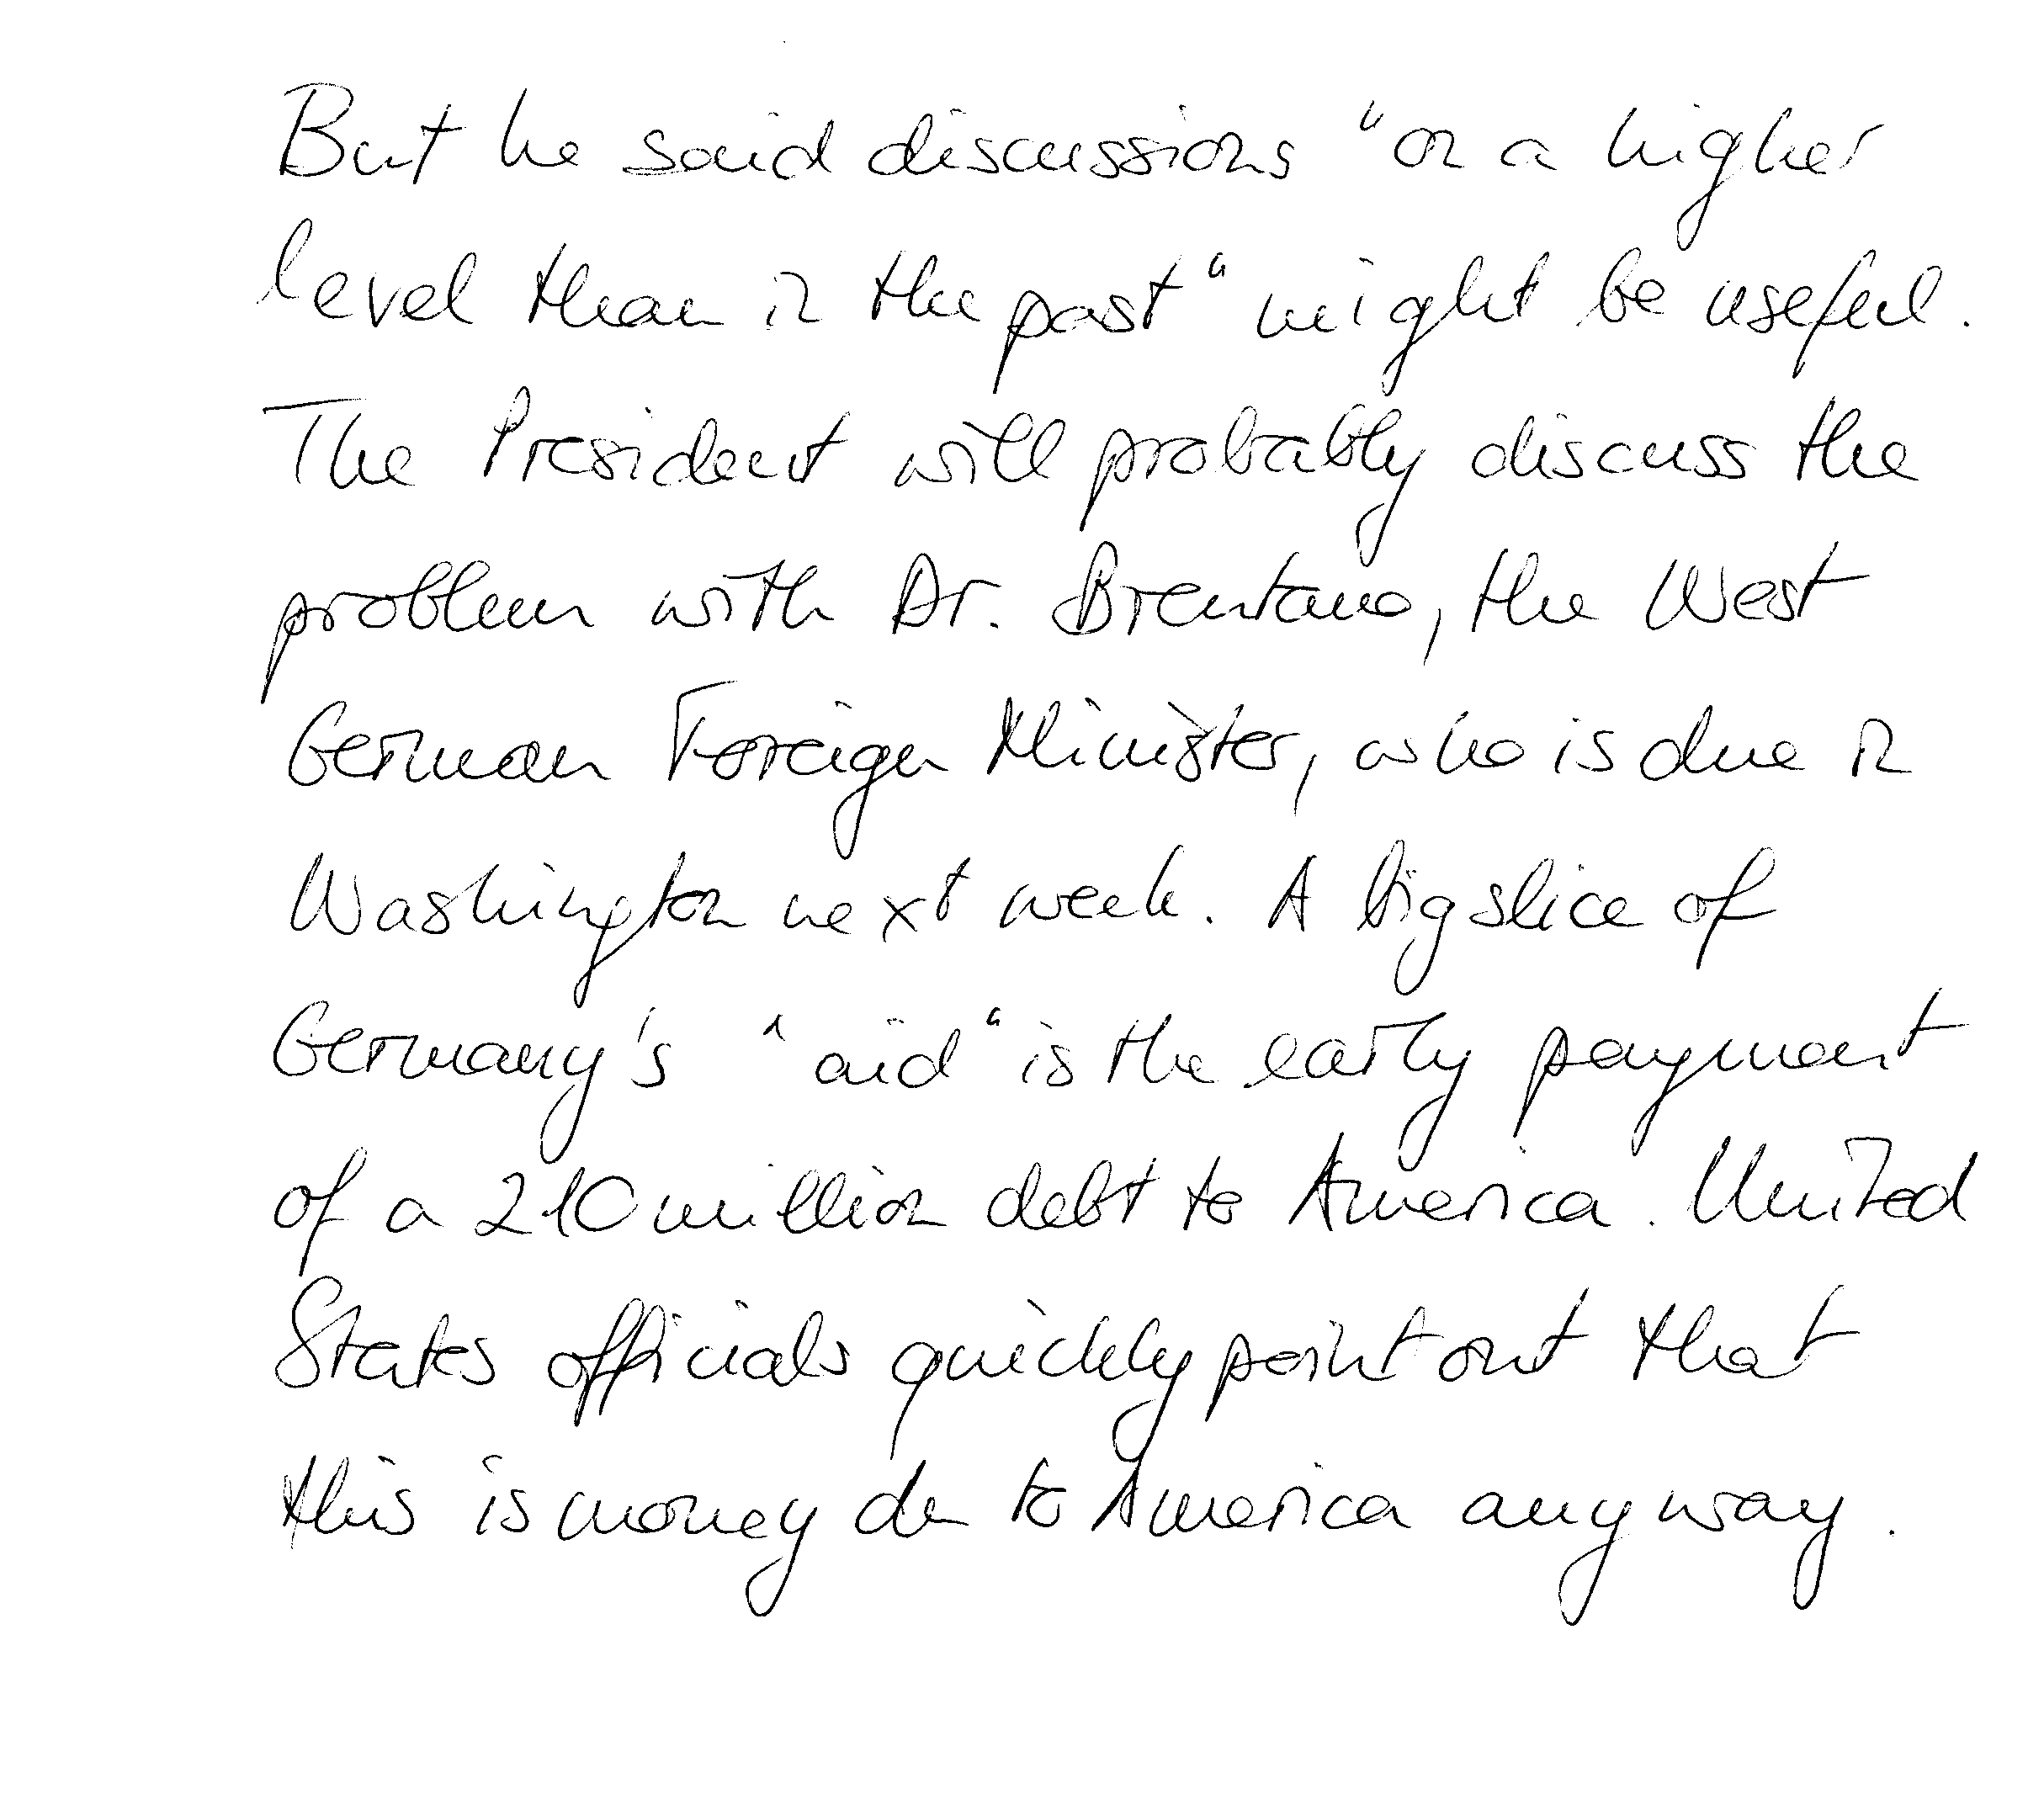 But he said discussions "on a higher
level than in the past" might be useful.
The President will probably discuss the
problem with Dr. Brentano, the West
German Foreign Minister, who is due in
Washington next week. A big slice of
Germany's "aid" is the early payment
of a 210 million debt to America. United
States officials quickly point out that
this is money du to America anyway.